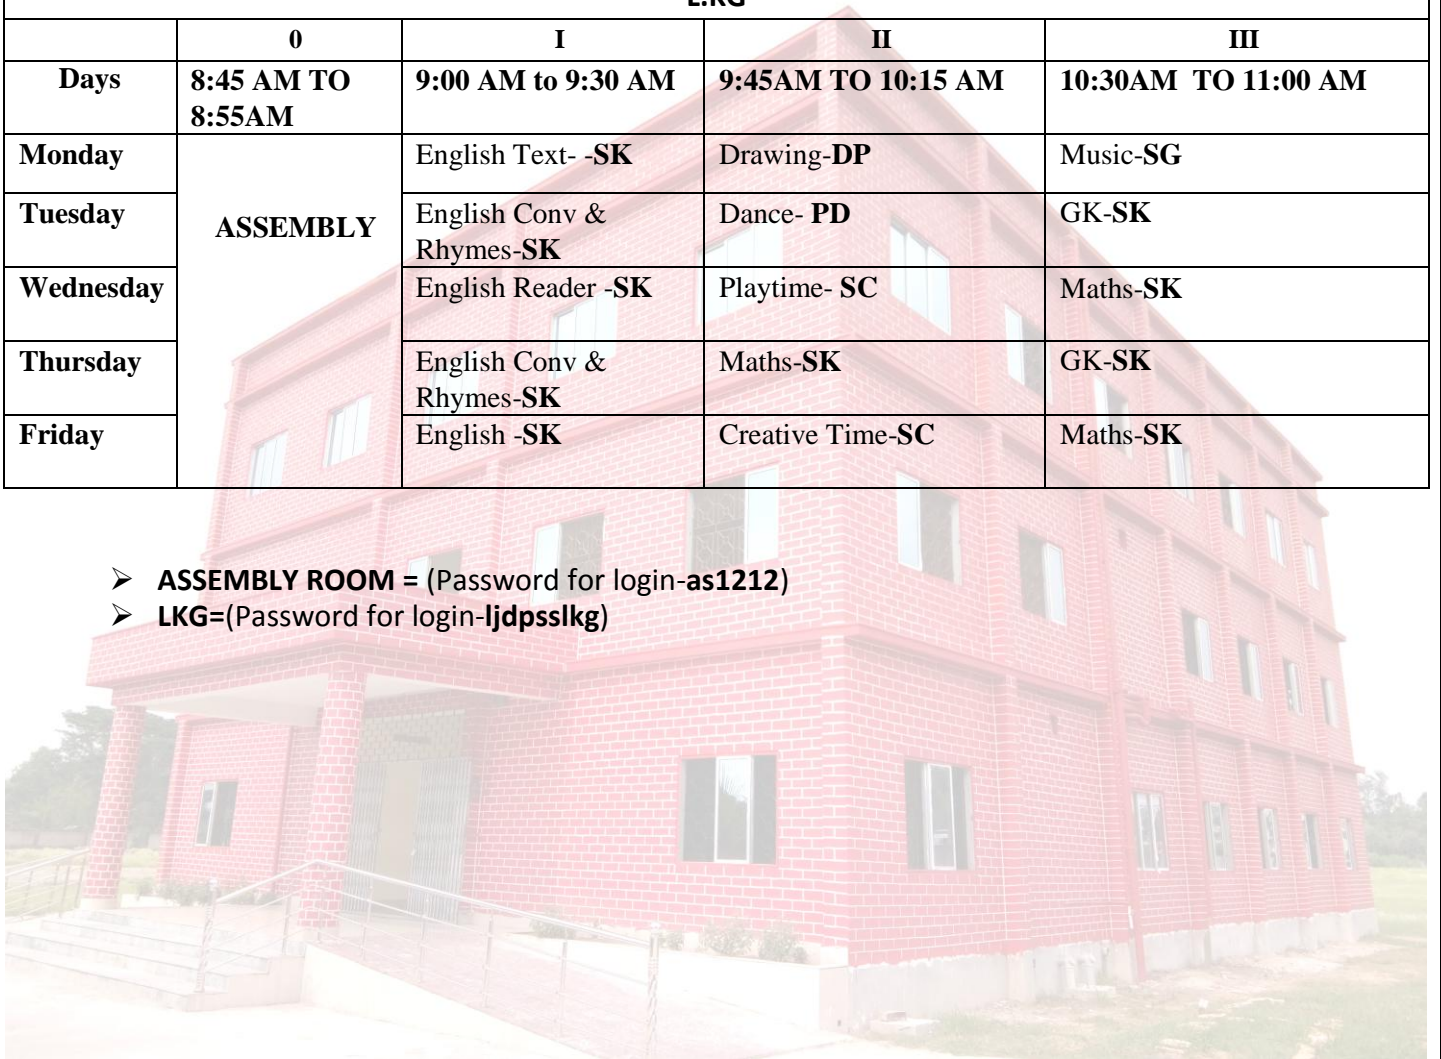 L.KG
0 I II III
Days 8:45 AM TO 8:55AM 9:00 AM to 9:30 AM 9:45AM TO 10:15 AM 10:30AM TO 11:00 AM
ASSEMBLY
Monday English Text- -SK Drawing-DP Music-SG
Tuesday English Conv & Rhymes-SK Dance- PD GK-SK
Wednesday English Reader -SK Playtime- SC Maths-SK
Thursday English Conv & Rhymes-SK Maths-SK GK-SK
Friday English -SK Creative Time-SC Maths-SK
➢ ASSEMBLY ROOM = (Password for login-as1212)
➢ LKG=(Password for login-ljdpsslkg)